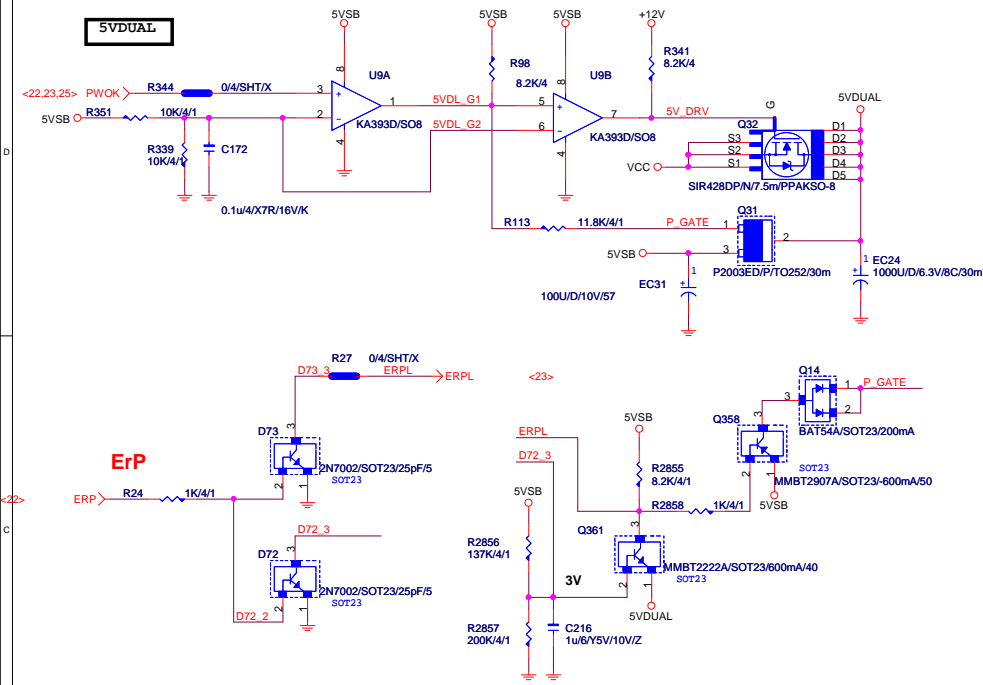 5VDUAL
5VSB
5VSB
5VSB
+12V
R98
8.2K/4
R341
8.2K/4
<22,23,25>
PWOK
R344
0/4/SHT/X
U9A
8
3
+
2
-
1
4
KA393D/SO8
5VDL_G1
5VDL_G2
U9B
8
5
+
6
-
7
4
KA393D/SO8
5V_DRV
G
5VDUAL
5VSB
R351
10K/4/1
R339
10K/4/1
C172
0.1u/4/X7R/16V/K
D
Q32
S3
S2
S1
VCC
D1
D2
D3
D4
D5
SIR428DP/N/7.5m/PPAKSO-8
R113
11.8K/4/1
P_GATE
Q31
1
3
2
5VSB
P2003ED/P/TO252/30m
EC31
1
+
100U/D/10V/57
1
+
EC24
1000U/D/6.3V/8C/30m
R27
0/4/SHT/X
D73_3
ERPL
ERPL
<23>
D73
3
2
1
2N7002/SOT23/25pF/5
SOT23
ErP
<22>
ERP
R24
1K/4/1
D72_3
D72
3
2
1
2N7002/SOT23/25pF/5
SOT23
D72_2
C
ERPL
D72_3
5VSB
R2856
137K/4/1
R2857
200K/4/1
3V
C216
1u/6/Y5V/10V/Z
5VSB
R2855
8.2K/4/1
R2858
1K/4/1
Q361
3
2
1
MMBT2222A/SOT23/600mA/40
SOT23
5VDUAL
Q358
3
2
1
SOT23
MMBT2907A/SOT23/-600mA/50
5VSB
Q14
3
1
2
P_GATE
BAT54A/SOT23/200mA